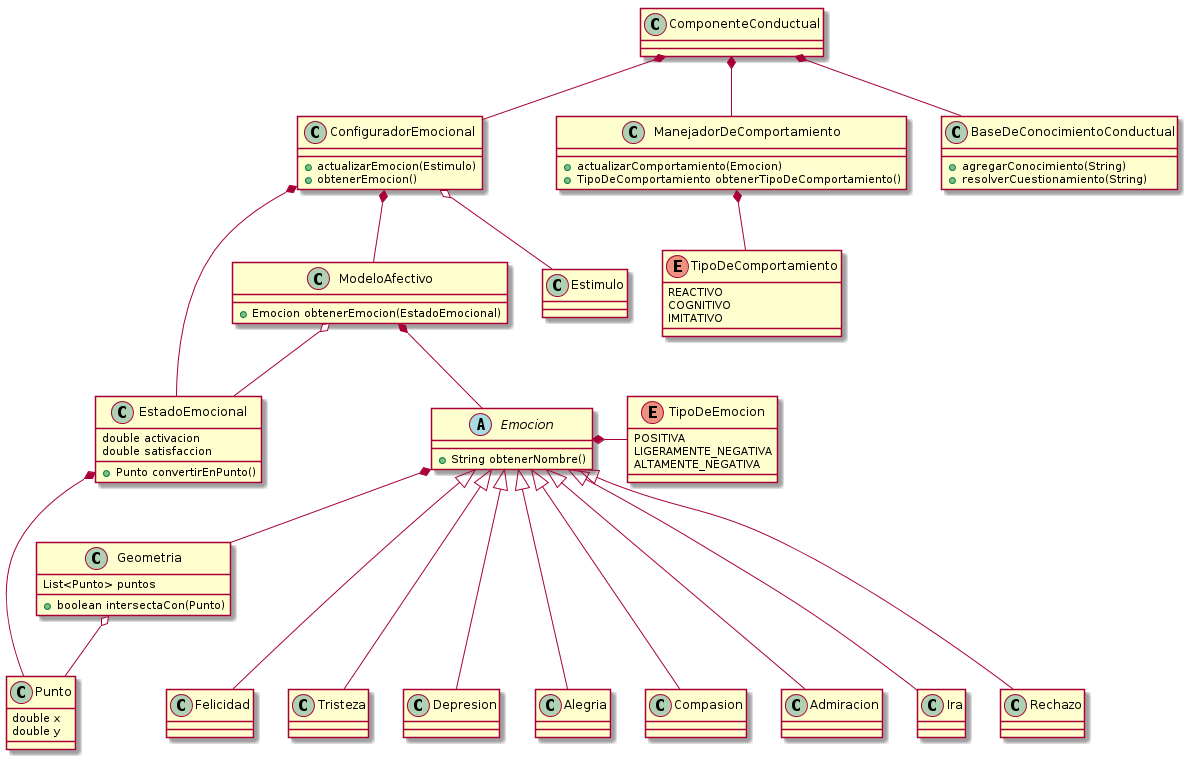 C ComponenteConductual
C ConfiguradorEmocional
actualizarEmocion(Estimulo)
obtenerEmocion()
C ManejadorDeComportamiento
actualizarComportamiento(Emocion)
TipoDeComportamiento obtenerTipoDeComportamiento()
C BaseDeConocimientoConductual
agregarConocimiento(String)
resolverCuestionamiento(String)
C ModeloAfectivo
Emocion obtenerEmocion(EstadoEmocional)
C Estimulo
E TipoDeComportamiento
REACTIVO
COGNITIVO
IMITATIVO
C EstadoEmocional
double activacion
double satisfaccion
Punto convertirEnPunto()
A Emocion
String obtenerNombre()
E TipoDeEmocion
POSITIVA
LIGERAMENTE_NEGATIVA
ALTAMENTE_NEGATIVA
C Geometria
List<Punto> puntos
boolean intersectaCon(Punto)
C Punto
double x
double y
C Felicidad
C Tristeza
C Depresion
C Alegria
C Compasion
C Admiracion
C Ira
C Rechazo